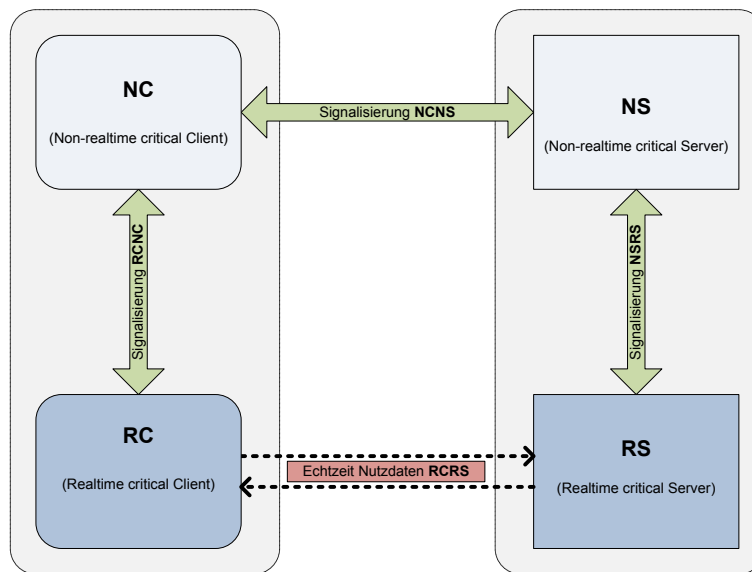 NC
(Non-realtime critical Client)
Signalisierung NCNS
NS
(Non-realtime critical Server)
Signalisierung RCNC
Signalisierung NSRS
RC
(Realtime critical Client)
Echtzeit Nutzdaten RCRS
RS
(Realtime critical Server)